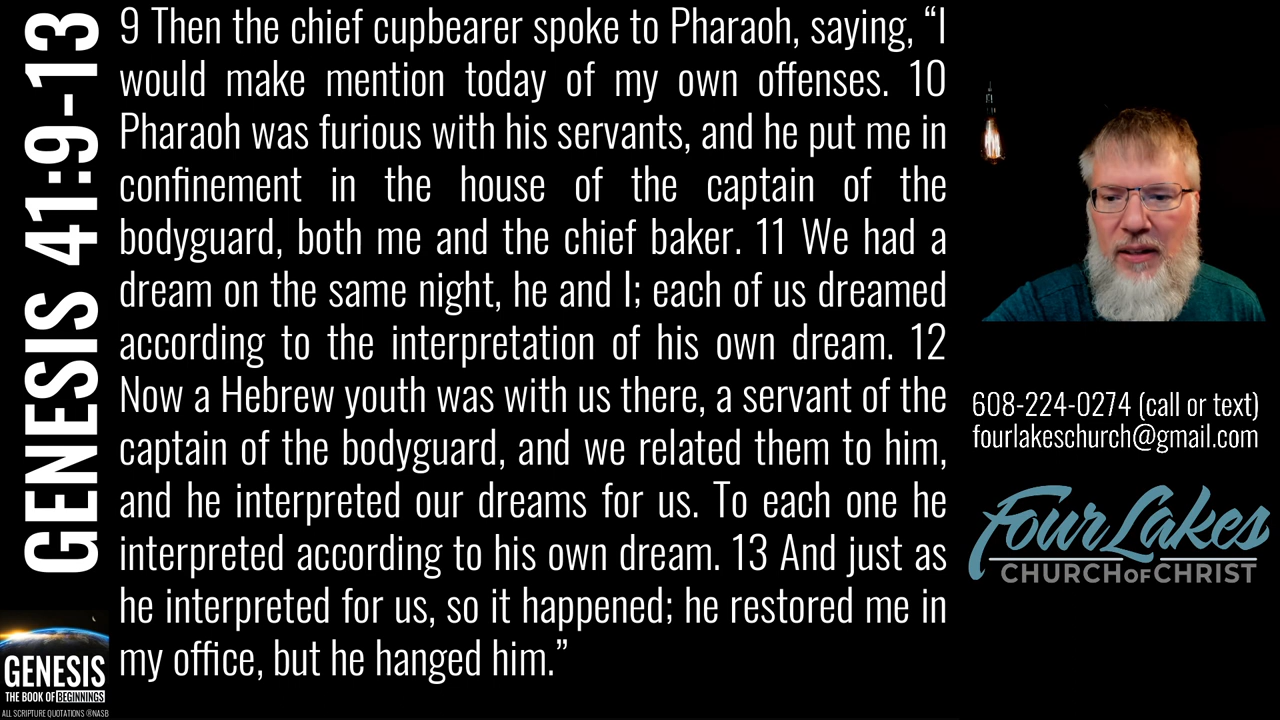 GENESIS 41:9-13
9 Then the chief cupbearer spoke to Pharaoh, saying, “I
would make mention today of my own offenses. 10
Pharaoh was furious with his servants, and he put me in
confinement in the house of the captain of the
bodyguard, both me and the chief baker. 11 We had a
dream on the same night, he and I; each of us dreamed
according to the interpretation of his own dream. 12
Now a Hebrew youth was with us there, a servant of the
captain of the bodyguard, and we related them to him,
and he interpreted our dreams for us. To each one he
interpreted according to his own dream. 13 And just as
he interpreted for us, so it happened; he restored me in
my office, but he hanged him.”
608-224-0274 (call or text)
fourlakeschurch@gmail.com
Four Lakes
CHURCH OF CHRIST
GENESIS
THE BOOK OF BEGINNINGS
ALL SCRIPTURE QUOTATIONS ®NASB